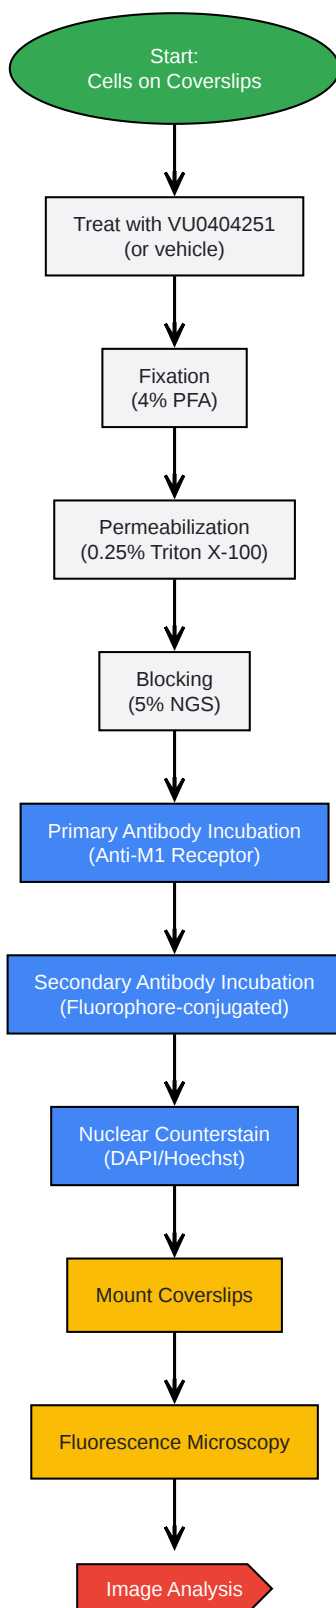 Start:
Cells on Coverslips
Treat with VU0404251
(or vehicle)
Fixation
(4% PFA)
Permeabilization
(0.25% Triton X-100)
Blocking
(5% NGS)
Primary Antibody Incubation
(Anti-M1 Receptor)
Secondary Antibody Incubation
(Fluorophore-conjugated)
Nuclear Counterstain
(DAPI/Hoechst)
Mount Coverslips
Fluorescence Microscopy
Image Analysis